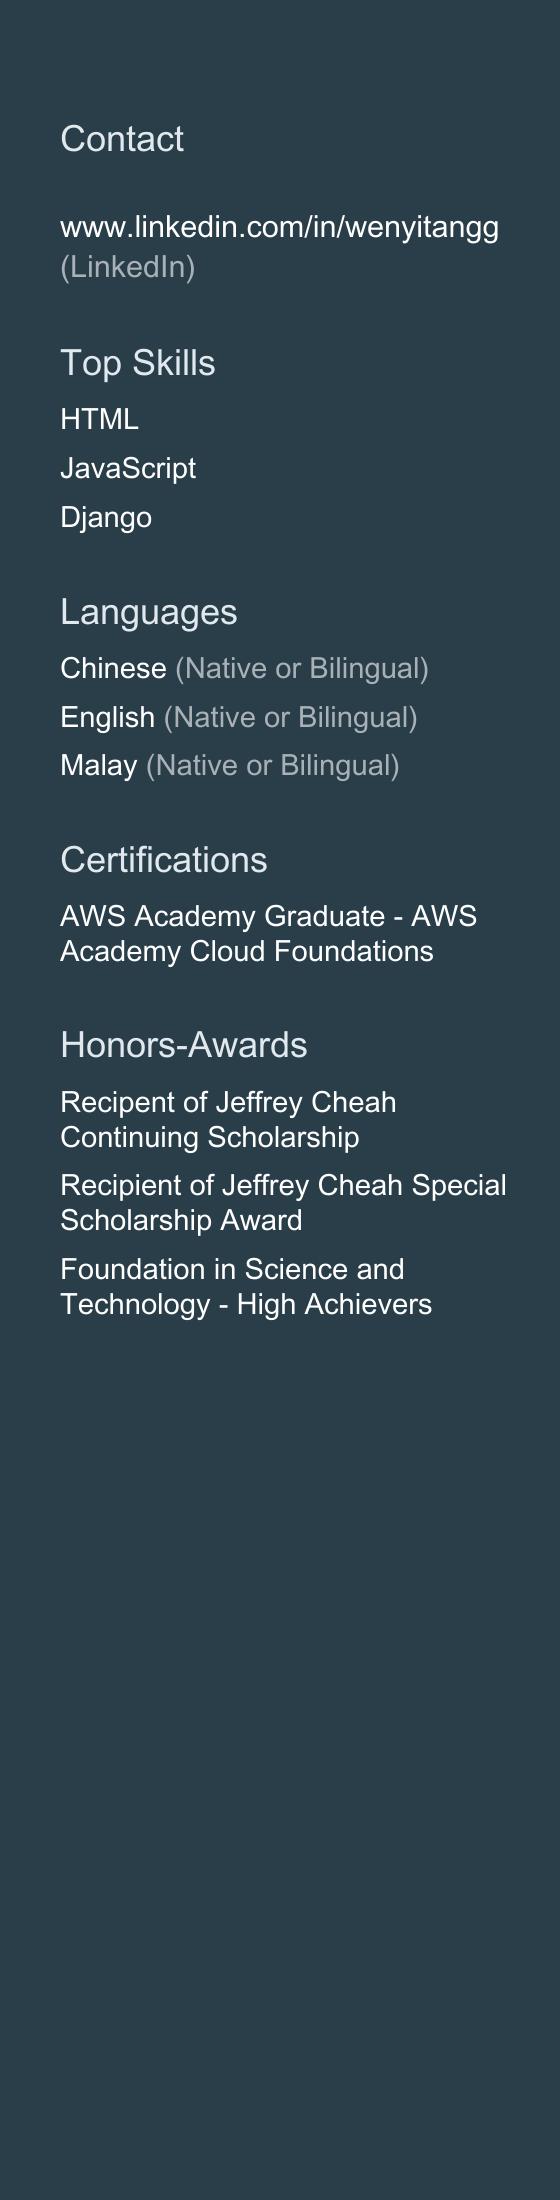 Contact
www.linkedin.com/in/wenyitangg
(LinkedIn)
Top Skills
HTML
JavaScript
Django
Languages
Chinese (Native or Bilingual)
English (Native or Bilingual)
Malay (Native or Bilingual)
Certifications
AWS Academy Graduate - AWS
Academy Cloud Foundations
Honors-Awards
Recipent of Jeffrey Cheah
Continuing Scholarship
Recipient of Jeffrey Cheah Special
Scholarship Award
Foundation in Science and
Technology - High Achievers